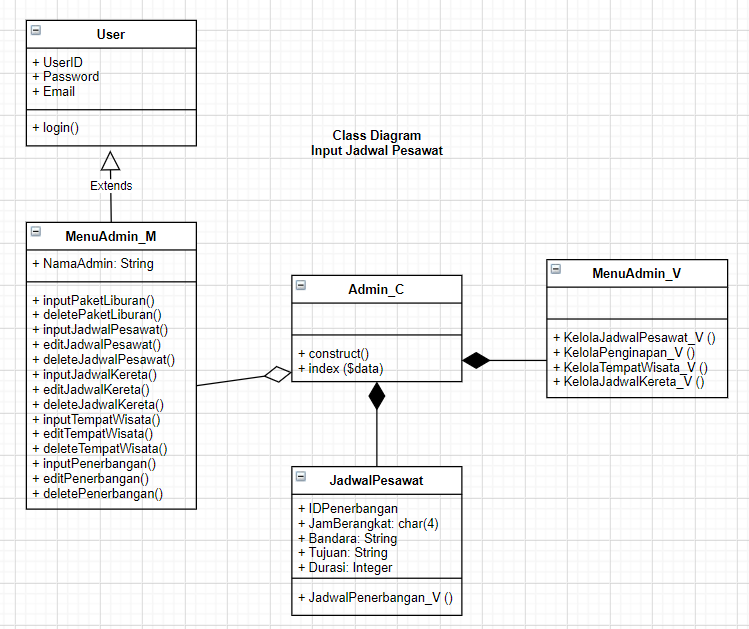 User
+ UserID
+ Password
+ Email
+ login()
Class Diagram
Input Jadwal Pesawat
Extends
MenuAdmin_M
+ NamaAdmin: String
+ inputPaketLiburan()
+ deletePaketLiburan()
+ inputJadwalPesawat()
+ editJadwalPesawat()
+ deleteJadwalPesawat()
+ inputJadwalKereta()
+ editJadwalKereta()
+ deleteJadwalKereta()
+ inputTempatWisata()
+ editTempatWisata()
+ deleteTempatWisata()
+ inputPenerbangan()
+ editPenerbangan()
+ deletePenerbangan()
Admin_C
+ construct()
+ index ($data)
MenuAdmin_V
+ KelolaJadwalPesawat_V ()
+ KelolaPenginapan_V ()
+ KelolaTempatWisata_V ()
+ KelolaJadwalKereta_V ()
JadwalPesawat
+ IDPenerbangan
+ JamBerangkat: char(4)
+ Bandara: String
+ Tujuan: String
+ Durasi: Integer
+ JadwalPenerbangan_V ()